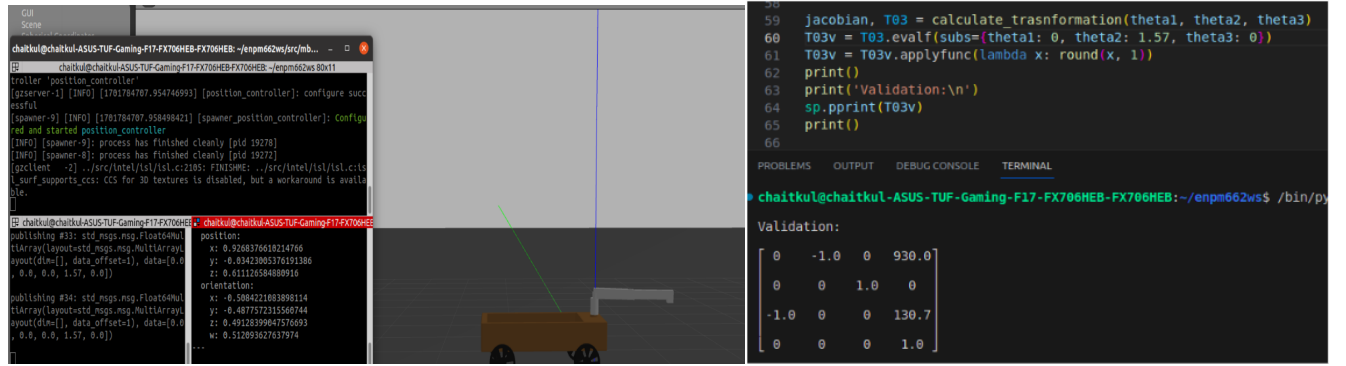 GUI
Scene
Spherical Coordinates
chaitkul@chaitkul-ASUS-TUF-Gaming-F17-FX706HEB-FX706HEB: ~/enpm662ws/src/mb...
chaitkul@chaitkul-ASUS-TUF-Gaming-F17-FX706HEB-FX706HEB: ~/enpm662ws 80x11
troller 'position_controller'
[gzserver-1] [INFO] [1701784707.954746993] [position_controller]: configure succ
essful
[spawner-9] [INFO] [1701784707.958498421] [spawner_position_controller]: Configu
red and started position_controller
[INFO] [spawner-9]: process has finished cleanly [pid 19278]
[INFO] [spawner-8]: process has finished cleanly [pid 19272]
[gzclient -2] ../src/intel/isl/isl.c:2105: FINISHME: ../src/intel/isl/isl.c:is
l_surf_supports_ccs: CCS for 3D textures is disabled, but a workaround is availa
ble.
chaitkul@chaitkul-ASUS-TUF-Gaming-F17-FX706HEB
publishing #33: std_msgs.msg.Float64Mul
tiArray(layout=std_msgs.msg.MultiArrayL
ayout(dim=[], data_offset=1), data=[0.0
, 0.0, 0.0, 1.57, 0.0])
publishing #34: std_msgs.msg.Float64Mul
tiArray(layout=std_msgs.msg.MultiArrayL
ayout(dim=[], data_offset=1), data=[0.0
, 0.0, 0.0, 1.57, 0.0])
chaitkul@chaitkul-ASUS-TUF-Gaming-F17-FX706HEB
position:
x: 0.9268376610214766
y: -0.03423005376191386
z: 0.611126584880916
orientation:
x: -0.5084221083898114
y: -0.4877572315560744
z: 0.49128399047576693
w: 0.512093627637974
---
58
59 jacobian, T03 = calculate_trasnformation(theta1, theta2, theta3)
60 T03v = T03.evalf(subs={theta1: 0, theta2: 1.57, theta3: 0})
61 T03v = T03v.applyfunc(lambda x: round(x, 1))
62 print()
63 print('Validation:\n')
64 sp.pprint(T03v)
65 print()
66
PROBLEMS OUTPUT DEBUG CONSOLE TERMINAL
chaitkul@chaitkul-ASUS-TUF-Gaming-F17-FX706HEB-FX706HEB:~/enpm662ws$ /bin/py
Validation:
0 -1.0 0 930.0
0 0 1.0 0
-1.0 0 0 130.7
0 0 0 1.0